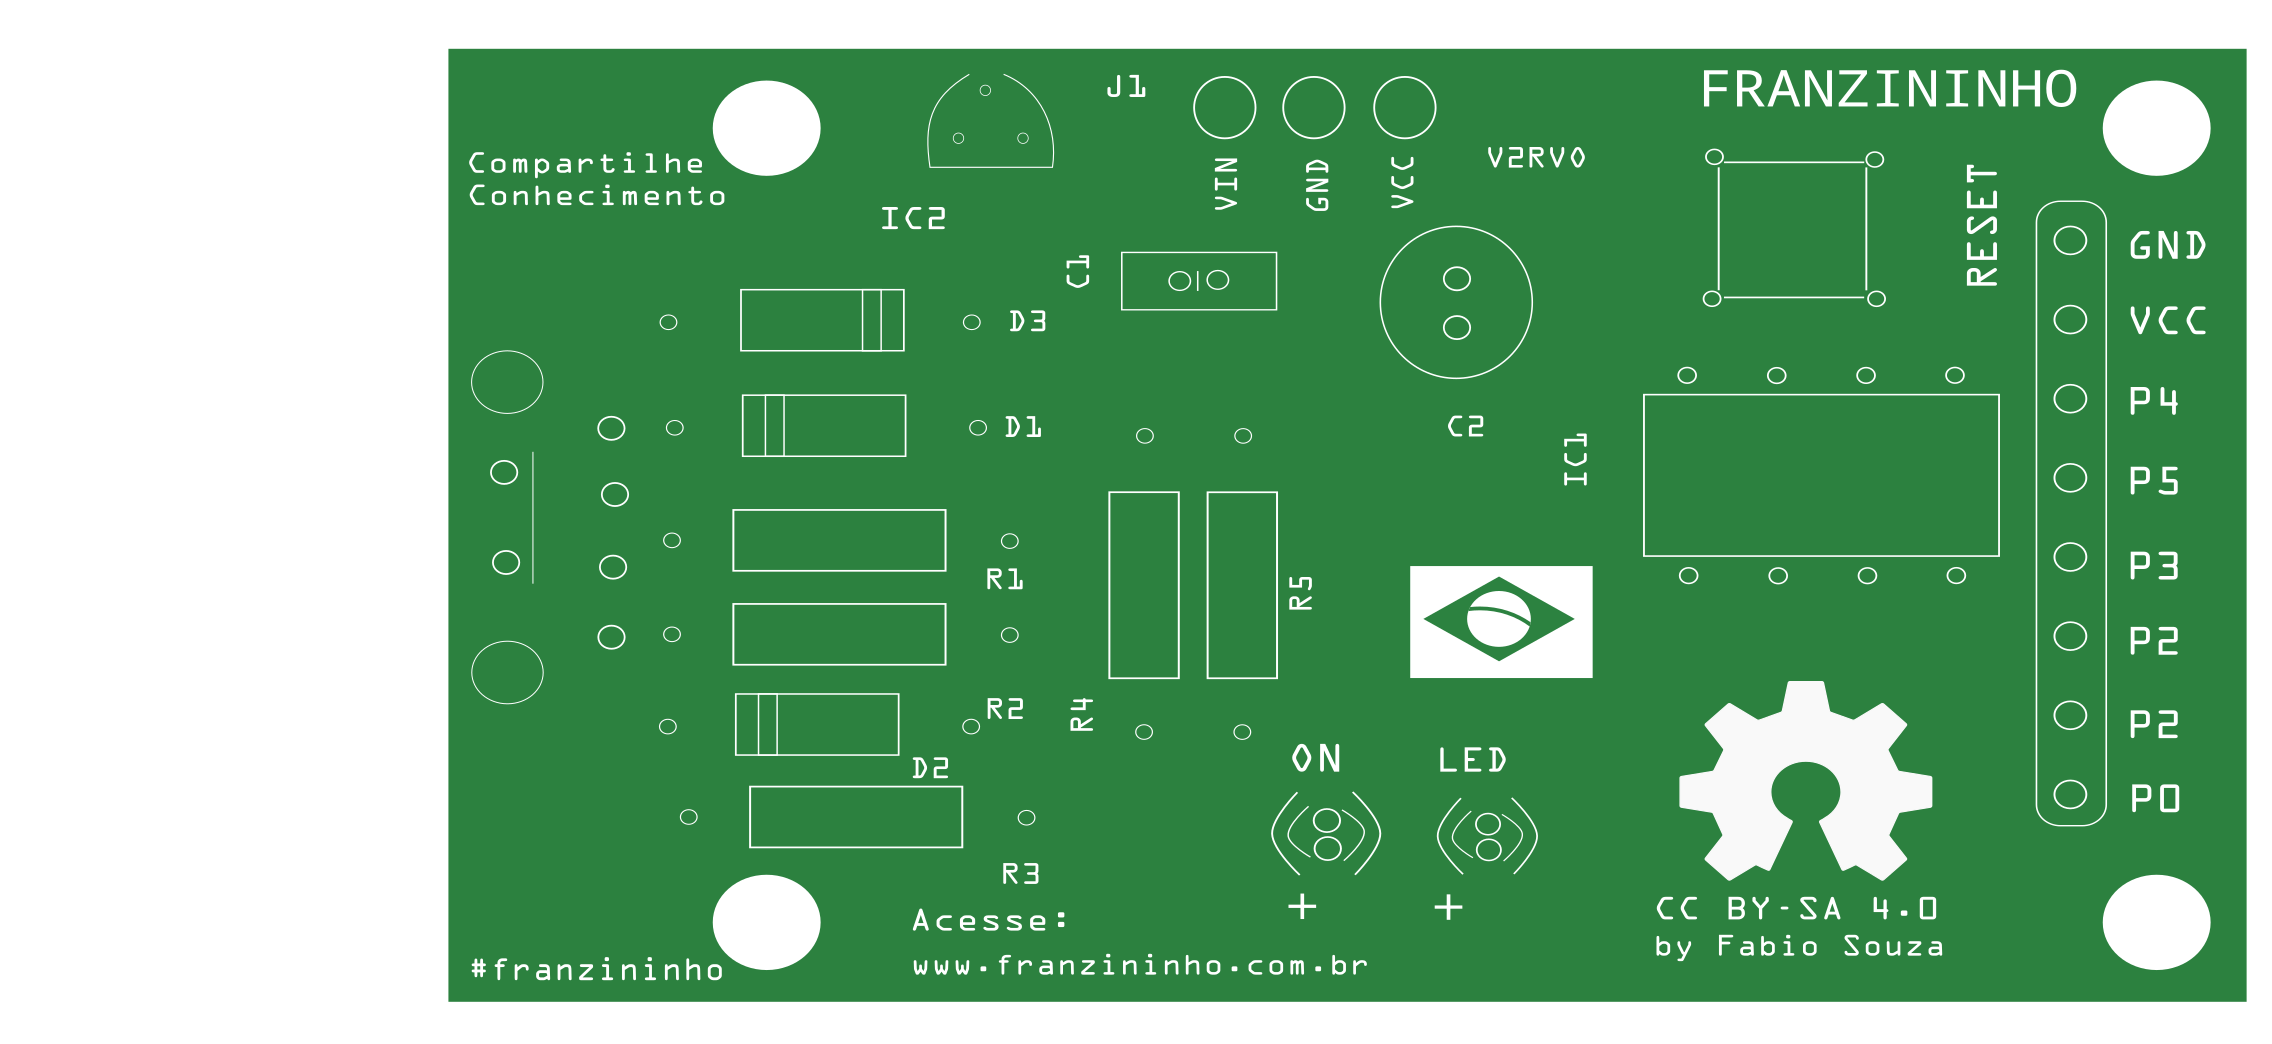 FRANZININHO
J1
VIN
GND
VCC
V2RV0
Compartilhe
Conhecimento
IC2
RESET
C1
D3
D1
C2
IC1
GND
VCC
P4
P5
P3
P2
P2
P0
R1
R5
R2
R4
D2
ON
LED
R3
+
+
Acesse:
www.franzininho.com.br
#franzininho
CC BY-SA 4.0
by Fabio Souza